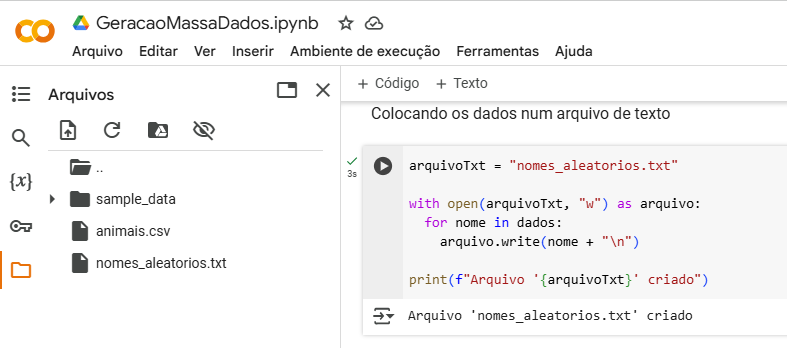 GeracaoMassaDados.ipynb
Arquivo Editar Ver Inserir Ambiente de execução Ferramentas Ajuda
Arquivos
..
sample_data
animais.csv
nomes_aleatorios.txt
{x}
+ Código + Texto
Colocando os dados num arquivo de texto
3s
arquivoTxt = "nomes_aleatorios.txt"
with open(arquivoTxt, "w") as arquivo:
for nome in dados:
arquivo.write(nome + "\n")
print(f"Arquivo '{arquivoTxt}' criado")
Arquivo 'nomes_aleatorios.txt' criado